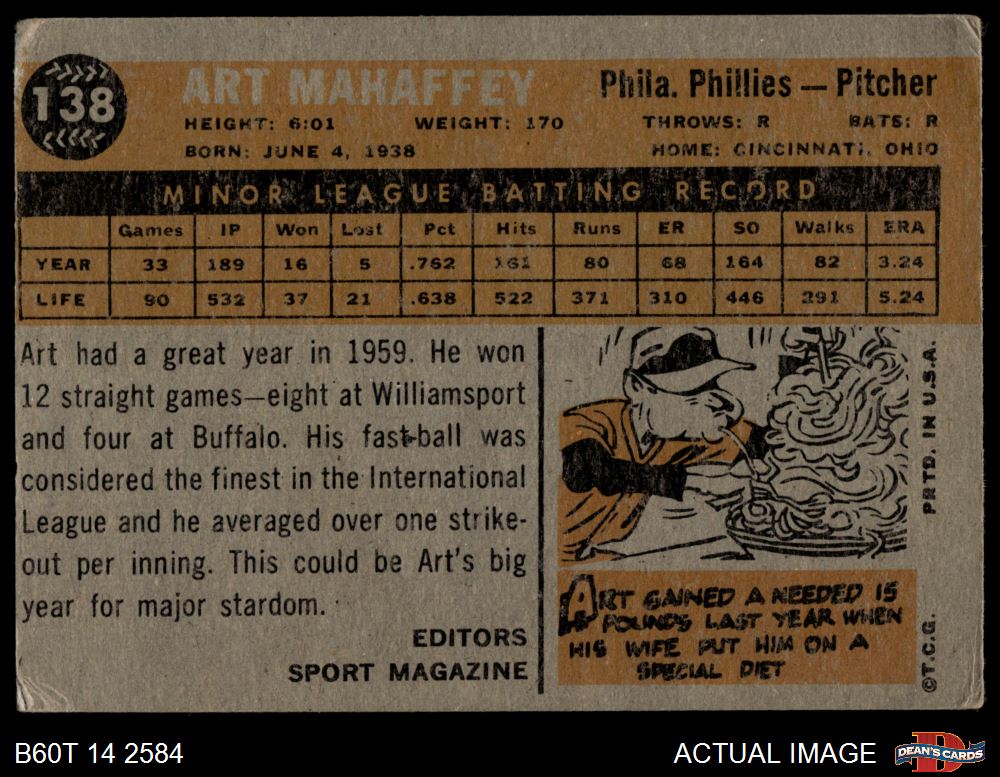 138
ART MAHAFFEY
Phila. Phillies — Pitcher
HEIGHT: 6:01 WEIGHT: 170 THROWS: R BATS: R
BORN: JUNE 4, 1938 HOME: CINCINNATI, OHIO
MINOR LEAGUE BATTING RECORD
Games IP Won Lost Pct Hits Runs ER SO Walks ERA
YEAR 33 189 16 5 .762 161 80 68 164 82 3.24
LIFE 90 532 37 21 .638 522 371 310 446 291 5.24
Art had a great year in 1959. He won
12 straight games—eight at Williamsport
and four at Buffalo. His fast-ball was
considered the finest in the International
League and he averaged over one strike-
out per inning. This could be Art's big
year for major stardom.
EDITORS
SPORT MAGAZINE
ART GAINED A NEEDED 15
POUNDS LAST YEAR WHEN
HIS WIFE PUT HIM ON A
SPECIAL DIET
PRTD. IN U.S.A.
©T.C.G.
B60T 14 2584
ACTUAL IMAGE
D
DEAN'S CARDS